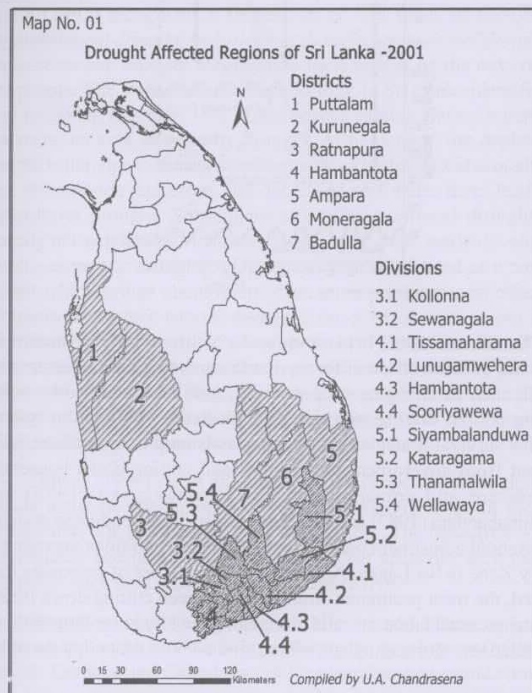 Map No. 01
Drought Affected Regions of Sri Lanka -2001
N
Districts
1 Puttalam
2 Kurunegala
3 Ratnapura
4 Hambantota
5 Ampara
6 Moneragala
7 Badulla
Divisions
3.1 Kollonna
3.2 Sewanagala
4.1 Tissamaharama
4.2 Lunugamwehera
4.3 Hambantota
4.4 Sooriyawewa
5.1 Siyambalanduwa
5.2 Kataragama
5.3 Thanamalwila
5.4 Wellawaya
1
2
5
6
7
5.4
5.3
5.1
3
3.2
5.2
3.1
4.1
4
4.2
4.3
4.4
0 15 30 60 90 120
Kilometers
Compiled by U.A. Chandrasena